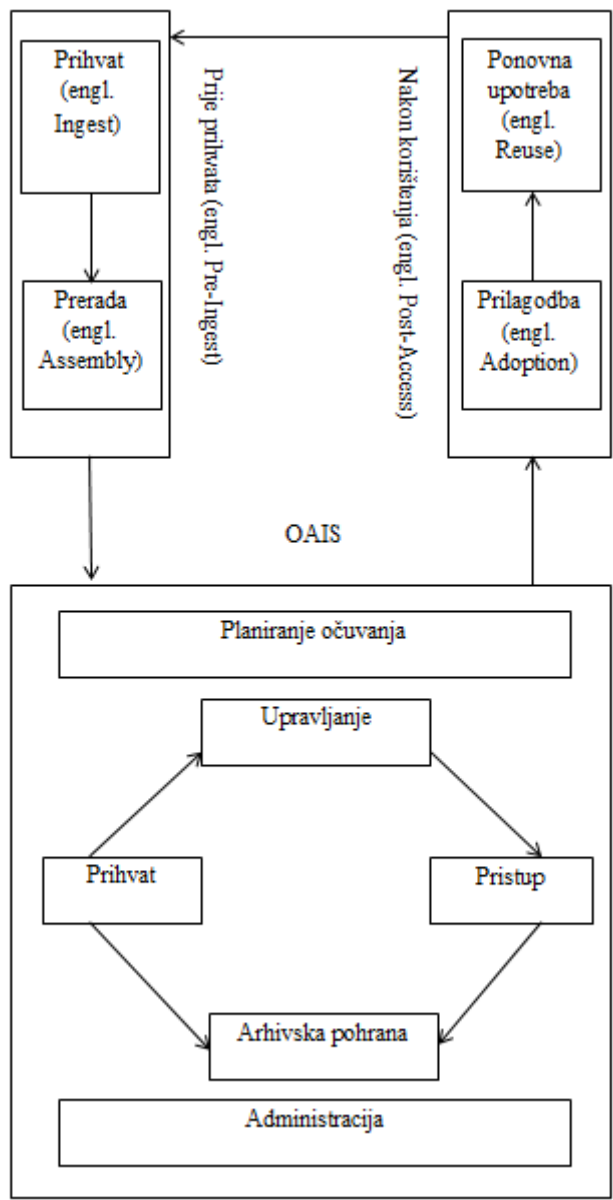 Prihvat
(engl.
Ingest)
Prerada
(engl.
Assembly)
Prije prihvata (engl. Pre-Ingest)
Nakon korištenja (engl. Post-Access)
Ponovna
upotreba
(engl.
Reuse)
Prilagodba
(engl.
Adoption)
OAIS
Planiranje očuvanja
Upravljanje
Prihvat
Pristup
Arhivska pohrana
Administracija